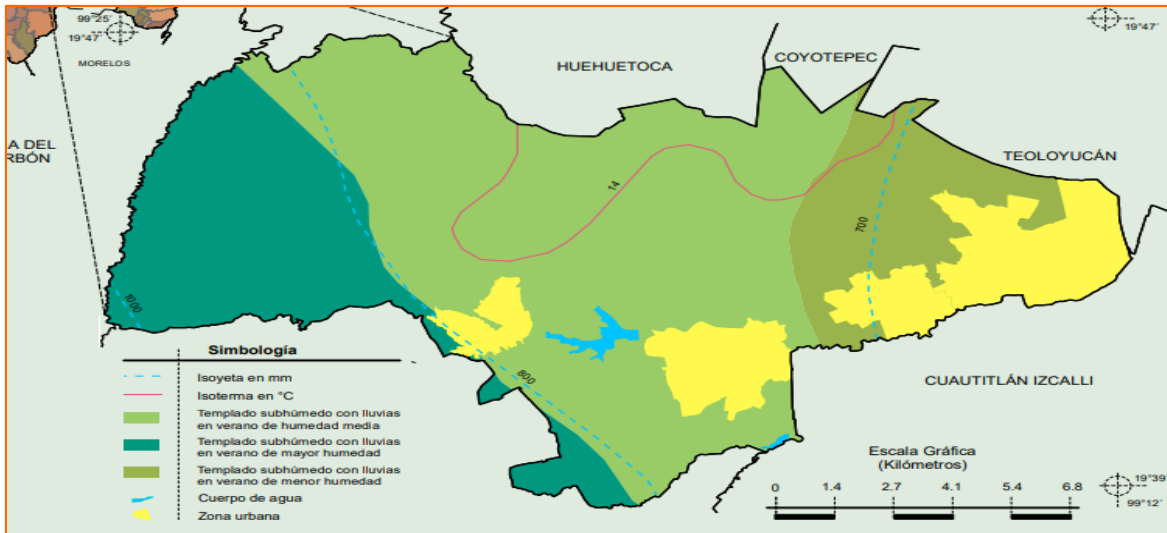 99°25´
19°47´
19°47´
MORELOS
HUEHUETOCA
COYOTEPEC
A DEL
RBÓN
TEOLOYUCÁN
14
700
1000
800
CUAUTITLÁN IZCALLI
Simbología
Isoyeta en mm
Isoterma en °C
Templado subhúmedo con lluvias
en verano de humedad media
Templado subhúmedo con lluvias
en verano de mayor humedad
Templado subhúmedo con lluvias
en verano de menor humedad
Cuerpo de agua
Zona urbana
Escala Gráfica
(Kilómetros)
0 1.4 2.7 4.1 5.4 6.8
19°39´
99°12´